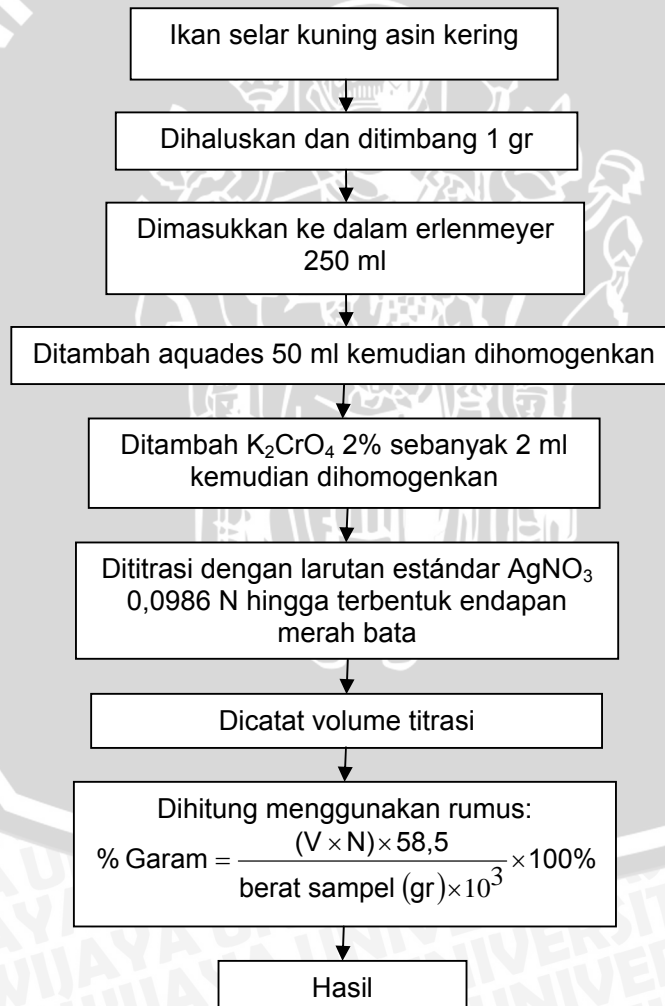 Ikan selar kuning asin kering
Dihaluskan dan ditimbang 1 gr
Dimasukkan ke dalam erlenmeyer
250 ml
Ditambah aquades 50 ml kemudian dihomogenkan
Ditambah K₂CrO₄ 2% sebanyak 2 ml
kemudian dihomogenkan
Dititrasi dengan larutan estándar AgNO₃
0,0986 N hingga terbentuk endapan
merah bata
Dicatat volume titrasi
Dihitung menggunakan rumus:
% Garam = (V × N) × 58,5 / berat sampel (gr) × 10³ × 100%
Hasil